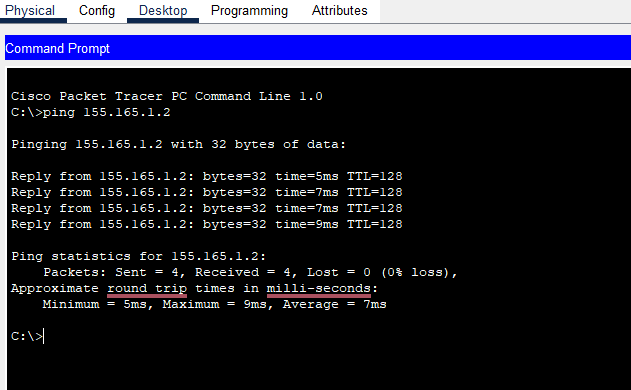 Physical Config Desktop Programming Attributes
Command Prompt
Cisco Packet Tracer PC Command Line 1.0
C:\>ping 155.165.1.2
Pinging 155.165.1.2 with 32 bytes of data:
Reply from 155.165.1.2: bytes=32 time=5ms TTL=128
Reply from 155.165.1.2: bytes=32 time=7ms TTL=128
Reply from 155.165.1.2: bytes=32 time=7ms TTL=128
Reply from 155.165.1.2: bytes=32 time=9ms TTL=128
Ping statistics for 155.165.1.2:
Packets: Sent = 4, Received = 4, Lost = 0 (0% loss),
Approximate round trip times in milli-seconds:
Minimum = 5ms, Maximum = 9ms, Average = 7ms
C:\>